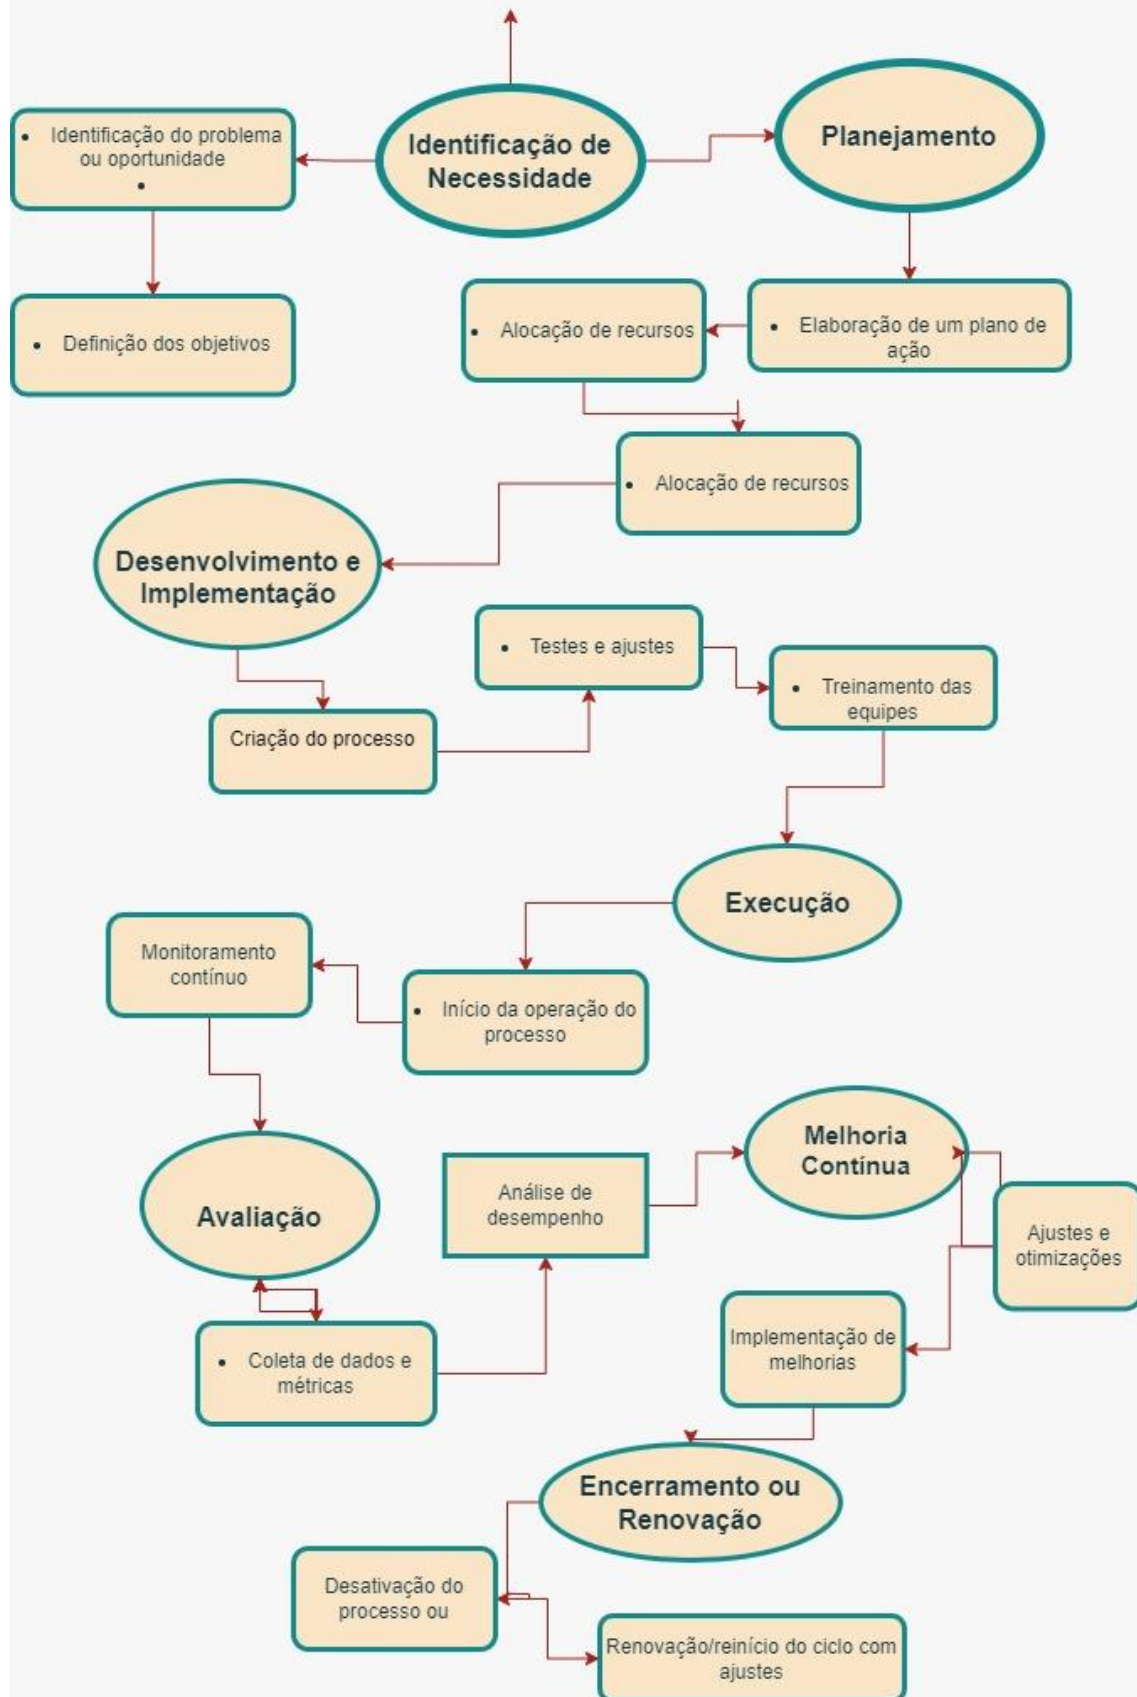 Identificação de
Necessidade
Planejamento
• Identificação do problema
ou oportunidade
•
• Definição dos objetivos
• Alocação de recursos
• Elaboração de um plano de
ação
• Alocação de recursos
Desenvolvimento e
Implementação
• Testes e ajustes
• Treinamento das
equipes
Criação do processo
Execução
Monitoramento
contínuo
• Início da operação do
processo
Melhoria
Contínua
Avaliação
Análise de
desempenho
Ajustes e
otimizações
• Coleta de dados e
métricas
Implementação de
melhorias
Encerramento ou
Renovação
Desativação do
processo ou
Renovação/reinício do ciclo com
ajustes